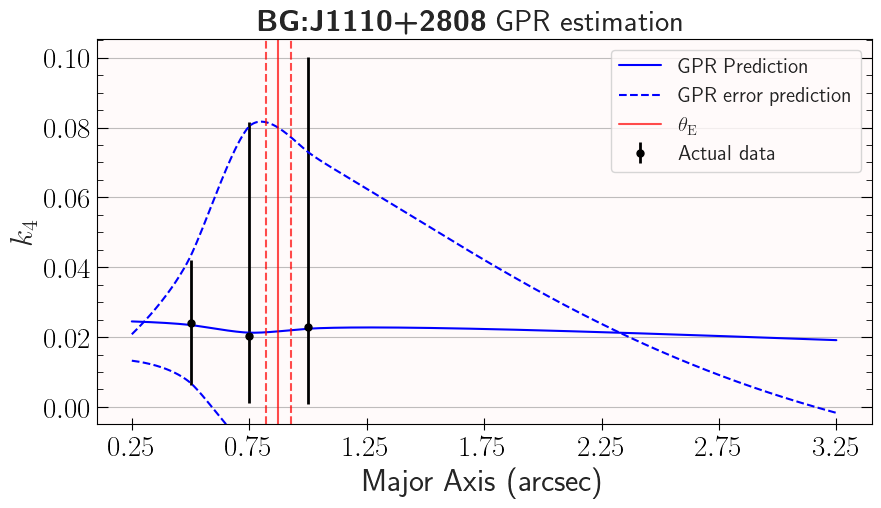 BG:J1110+2808 GPR estimation
GPR Prediction
GPR error prediction
θE
Actual data
k4
0.10
0.08
0.06
0.04
0.02
0.00
0.25 0.75 1.25 1.75 2.25 2.75 3.25
Major Axis (arcsec)